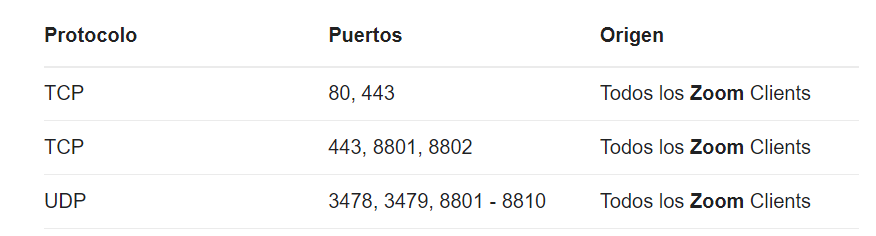 Protocolo Puertos Origen
TCP 80, 443 Todos los Zoom Clients
TCP 443, 8801, 8802 Todos los Zoom Clients
UDP 3478, 3479, 8801 - 8810 Todos los Zoom Clients